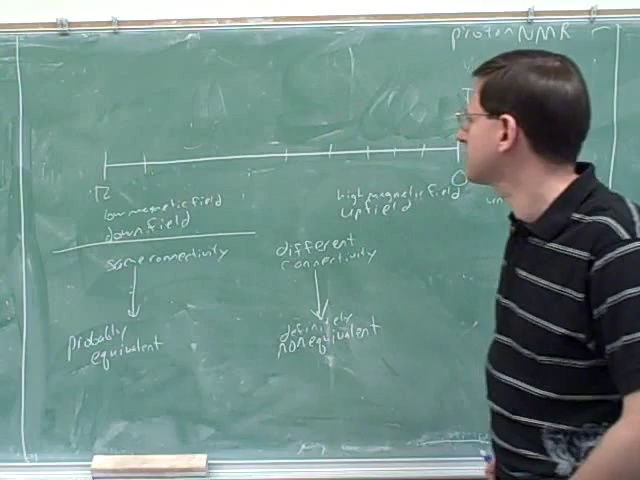 proton NMR
12
0
low magnetic field
downfield
high magnetic field
upfield
same connectivity
different
connectivity
probably
equivalent
definitely
nonequivalent